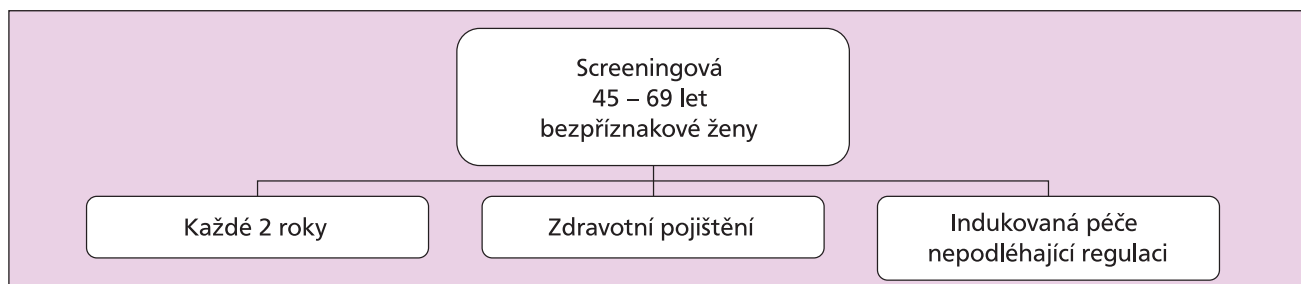 Screeningová
45 – 69 let
bezpříznakové ženy
Každé 2 roky
Zdravotní pojištění
Indukovaná péče
nepodléhající regulaci